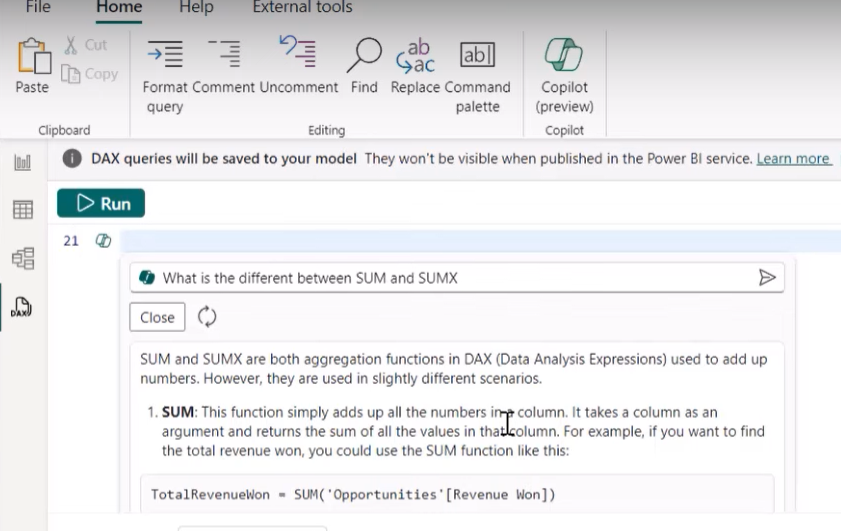 File Home Help External tools
Cut
Copy
Paste
Format query
Comment
Uncomment
Find
ab
ac
Replace
ab
Command palette
Copilot (preview)
Clipboard
Editing
Copilot
DAX queries will be saved to your model They won't be visible when published in the Power BI service. Learn more
Run
DAX
21
What is the different between SUM and SUMX
Close
SUM and SUMX are both aggregation functions in DAX (Data Analysis Expressions) used to add up
numbers. However, they are used in slightly different scenarios.
1. SUM: This function simply adds up all the numbers in a column. It takes a column as an
argument and returns the sum of all the values in that column. For example, if you want to find
the total revenue won, you could use the SUM function like this:
TotalRevenueWon = SUM('Opportunities'[Revenue Won])